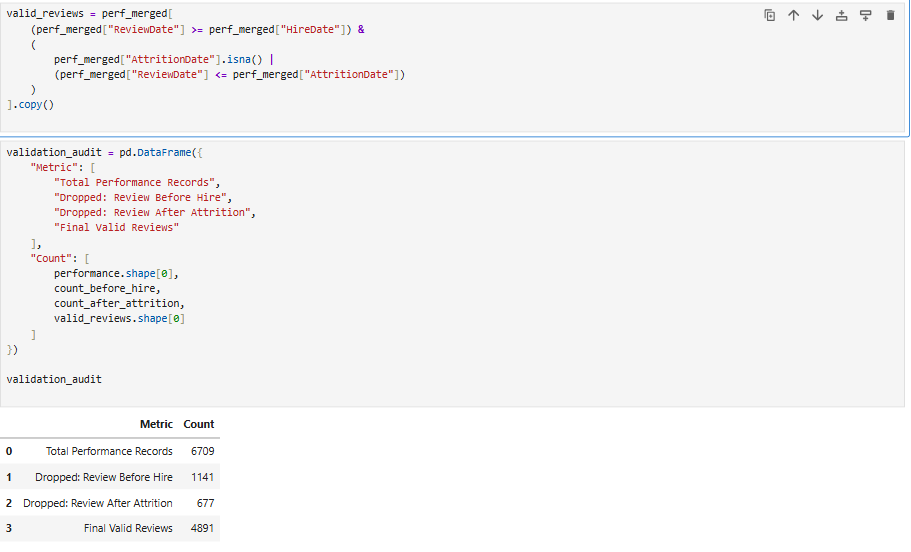 valid_reviews = perf_merged[
    (perf_merged["ReviewDate"] >= perf_merged["HireDate"]) &
    (
        perf_merged["AttritionDate"].isna() |
        (perf_merged["ReviewDate"] <= perf_merged["AttritionDate"])
    )
].copy()
validation_audit = pd.DataFrame({
    "Metric": [
        "Total Performance Records",
        "Dropped: Review Before Hire",
        "Dropped: Review After Attrition",
        "Final Valid Reviews"
    ],
    "Count": [
        performance.shape[0],
        count_before_hire,
        count_after_attrition,
        valid_reviews.shape[0]
    ]
})
validation_audit
Metric Count
0 Total Performance Records 6709
1 Dropped: Review Before Hire 1141
2 Dropped: Review After Attrition 677
3 Final Valid Reviews 4891